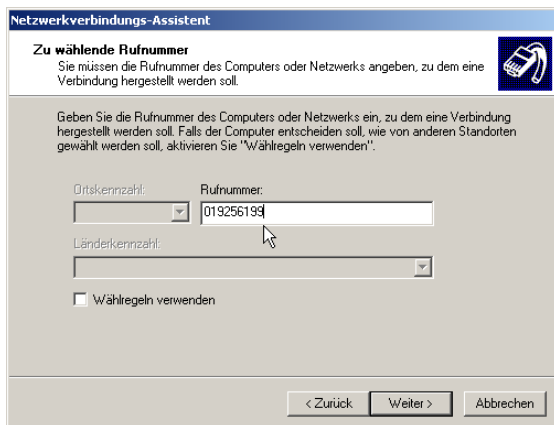 Netzwerkverbindungs-Assistent
Zu wählende Rufnummer
Sie müssen die Rufnummer des Computers oder Netzwerks angeben, zu dem eine
Verbindung hergestellt werden soll.
Geben Sie die Rufnummer des Computers oder Netzwerks ein, zu dem eine Verbindung
hergestellt werden soll. Falls der Computer entscheiden soll, wie von anderen Standorten
gewählt werden soll, aktivieren Sie "Wählregeln verwenden".
Ortskennzahl: Rufnummer:
019256199
Länderkennzahl:
Wählregeln verwenden
< Zurück Weiter > Abbrechen